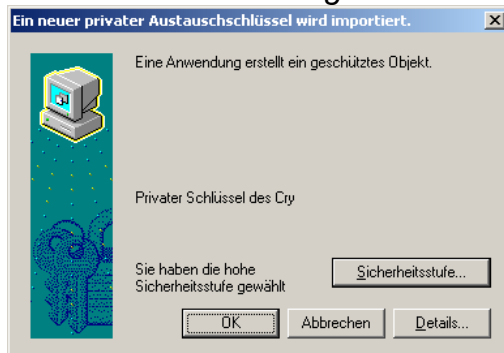 Ein neuer privater Austauschschlüssel wird importiert.
Eine Anwendung erstellt ein geschütztes Objekt.
Privater Schlüssel des Cry
Sie haben die hohe
Sicherheitsstufe gewählt
Sicherheitsstufe...
OK
Abbrechen
Details...